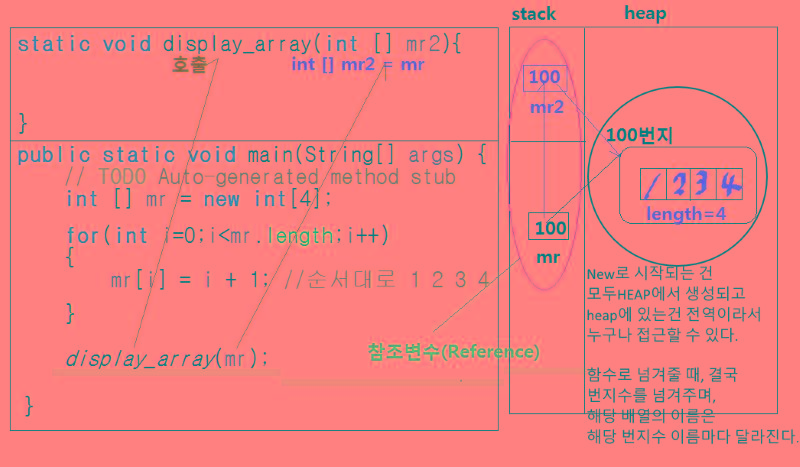 stack
heap
static void display_array(int [] mr2){
호출
int [] mr2 = mr
}
100
mr2
100번지
1 2 3 4
length=4
public static void main(String[] args) {
// TODO Auto-generated method stub
int [] mr = new int[4];
for(int i=0;i<mr.length;i++)
{
mr[i] = i + 1; //순서대로 1 2 3 4
}
display_array(mr);
}
100
mr
참조변수(Reference)
New로 시작되는 건
모두HEAP에서 생성되고
heap에 있는건 전역이라서
누구나 접근할 수 있다.
함수로 넘겨줄 때, 결국
번지수를 넘겨주며,
해당 배열의 이름은
해당 번지수 이름마다 달라진다.